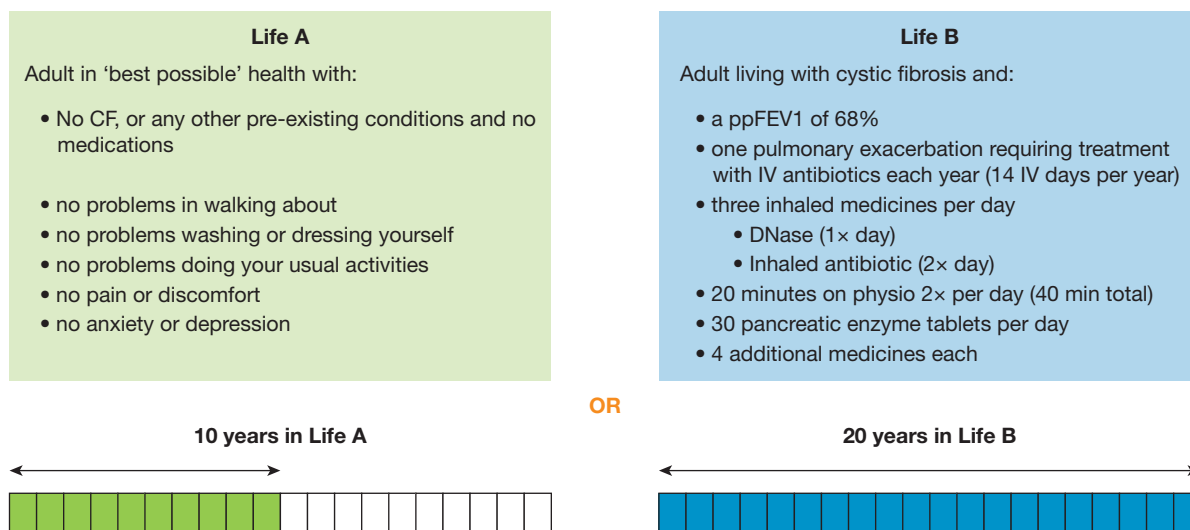 Life A
Adult in ‘best possible’ health with:
• No CF, or any other pre-existing conditions and no
medications
• no problems in walking about
• no problems washing or dressing yourself
• no problems doing your usual activities
• no pain or discomfort
• no anxiety or depression
Life B
Adult living with cystic fibrosis and:
• a ppFEV1 of 68%
• one pulmonary exacerbation requiring treatment
with IV antibiotics each year (14 IV days per year)
• three inhaled medicines per day
• DNase (1× day)
• Inhaled antibiotic (2× day)
• 20 minutes on physio 2× per day (40 min total)
• 30 pancreatic enzyme tablets per day
• 4 additional medicines each
OR
10 years in Life A
20 years in Life B